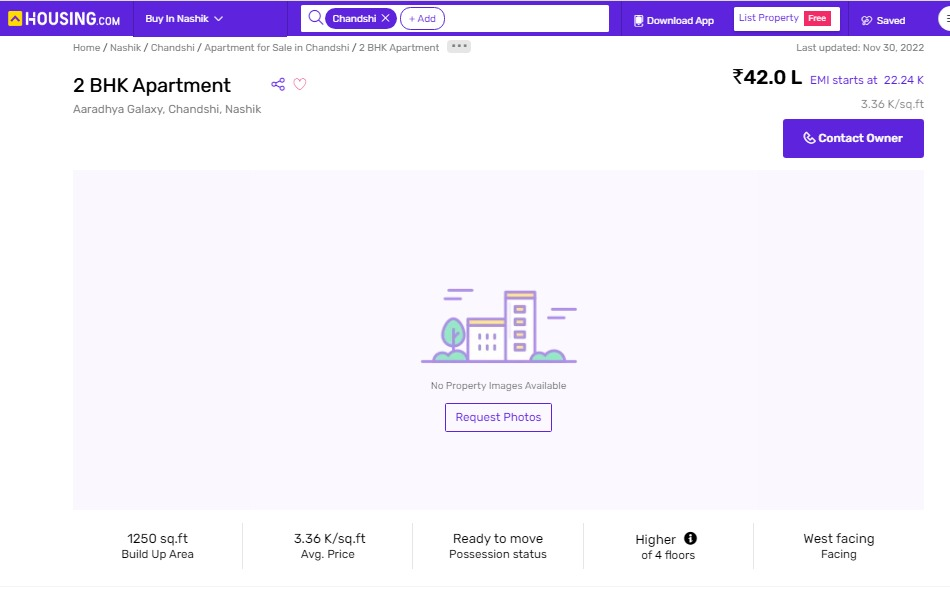 HOUSING.COM Buy In Nashik Chandshi + Add Download App List Property Free Saved
Home / Nashik / Chandshi / Apartment for Sale in Chandshi / 2 BHK Apartment Last updated: Nov 30, 2022
2 BHK Apartment ₹42.0 L EMI starts at 22.24 K
Aaradhya Galaxy, Chandshi, Nashik 3.36 K/sq.ft
Contact Owner
No Property Images Available
Request Photos
1250 sq.ft 3.36 K/sq.ft Ready to move Higher West facing
Build Up Area Avg. Price Possession status of 4 floors Facing